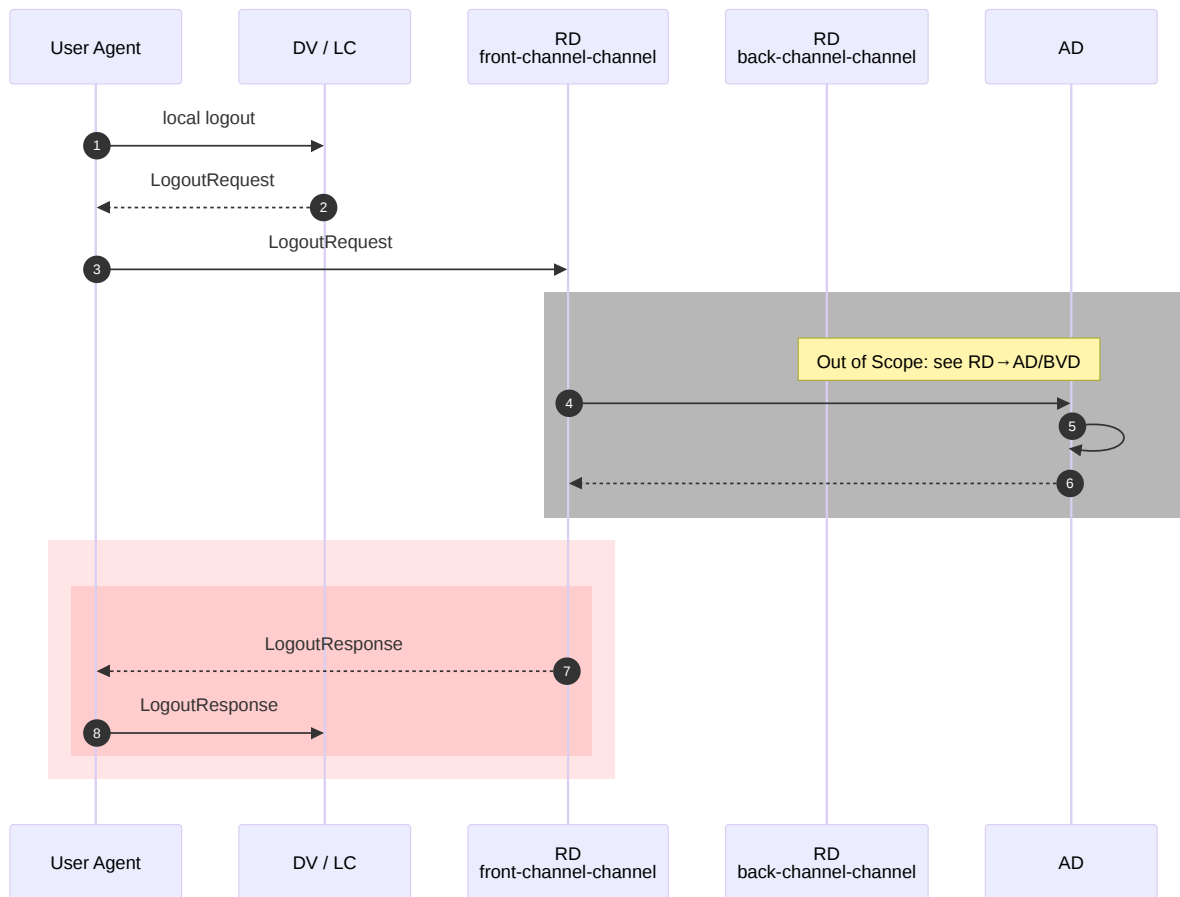 User Agent
DV / LC
RD
front-channel-channel
RD
back-channel-channel
AD
local logout
1
LogoutRequest
2
LogoutRequest
3
Out of Scope: see RD→AD/BVD
4
5
6
LogoutResponse
7
LogoutResponse
8
User Agent
DV / LC
RD
front-channel-channel
RD
back-channel-channel
AD